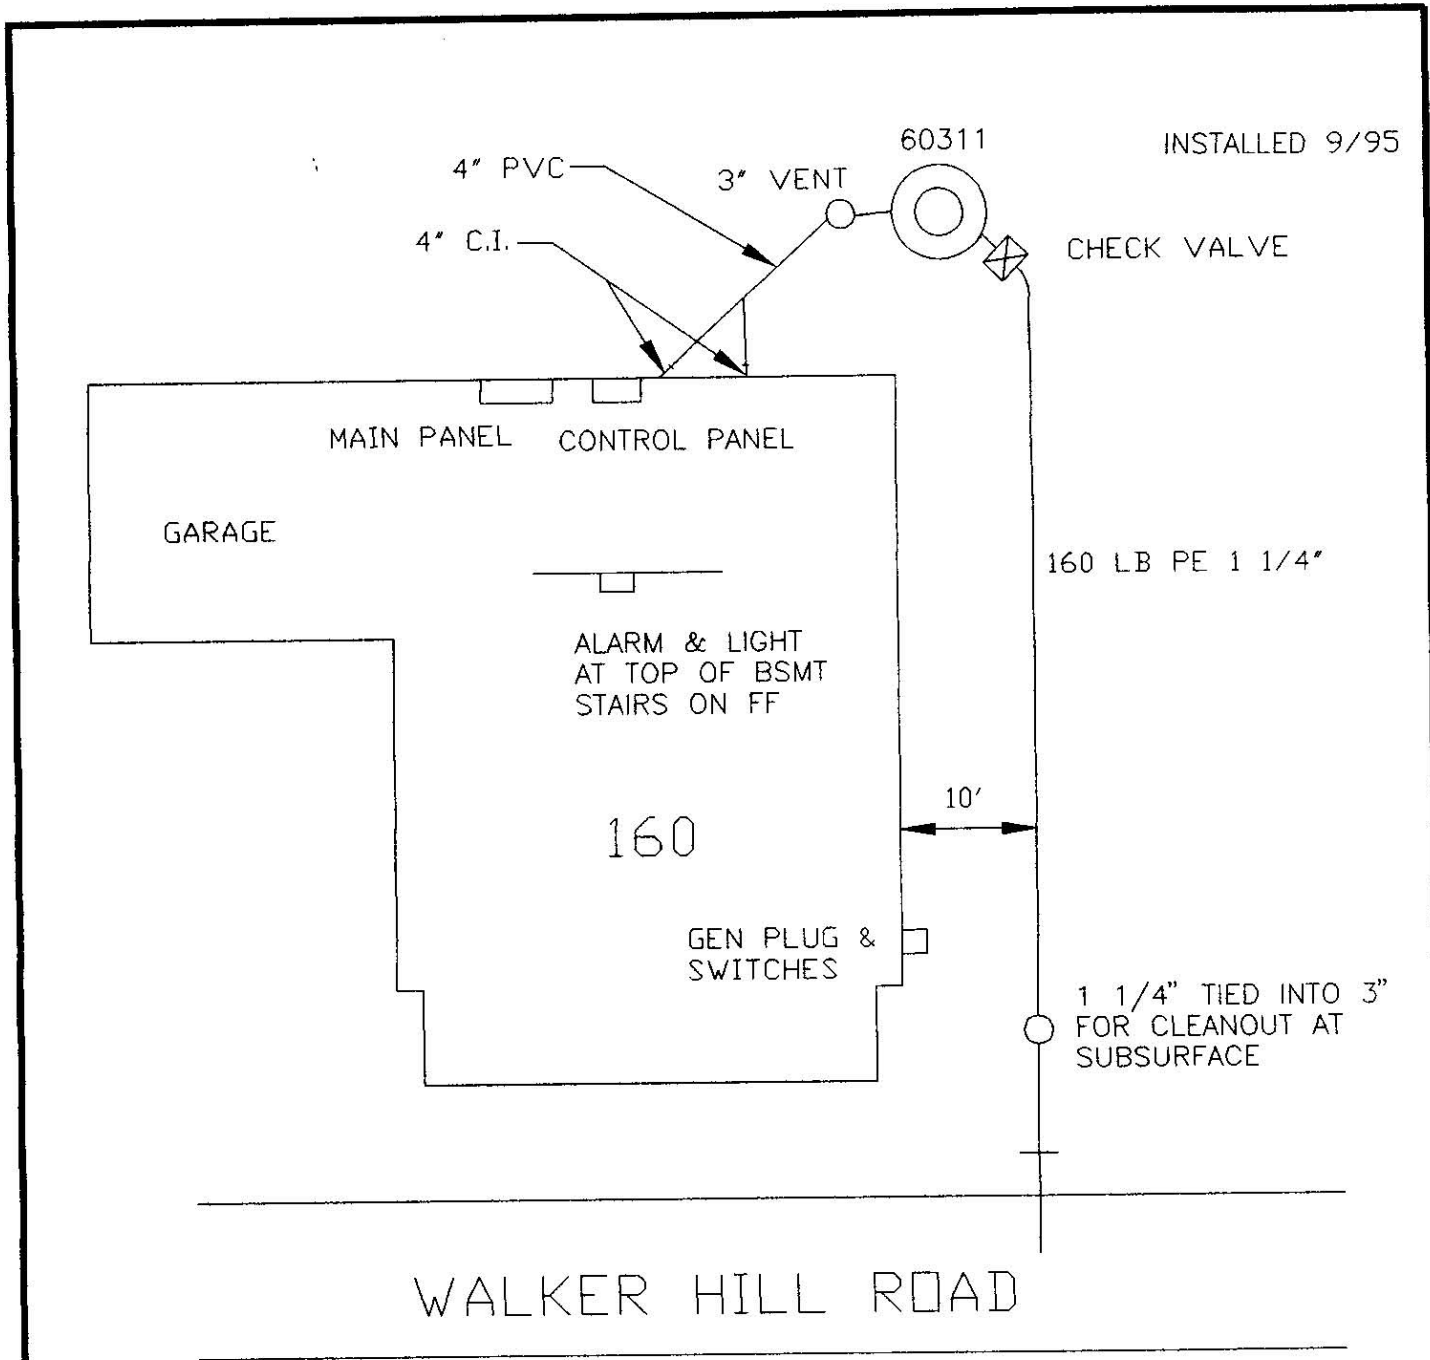 60311
INSTALLED 9/95
4" PVC
3" VENT
4" C.I.
CHECK VALVE
MAIN PANEL
CONTROL PANEL
GARAGE
160 LB PE 1 1/4"
ALARM & LIGHT
AT TOP OF BSMT
STAIRS ON FF
10'
160
GEN PLUG &
SWITCHES
1 1/4" TIED INTO 3"
FOR CLEANOUT AT
SUBSURFACE
WALKER HILL ROAD